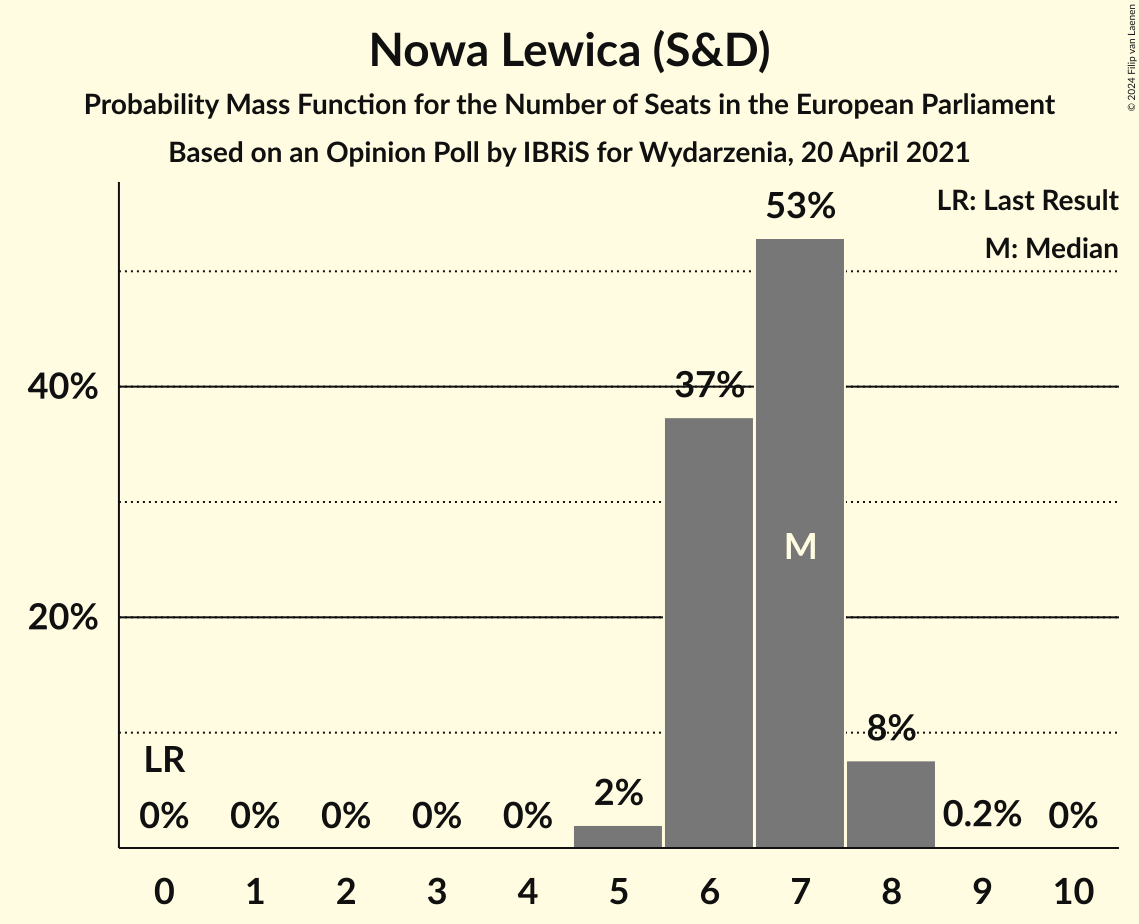 Nowa Lewica (S&D)
Probability Mass Function for the Number of Seats in the European Parliament
Based on an Opinion Poll by IBRiS for Wydarzenia, 20 April 2021
© 2024 Filip van Laenen
LR: Last Result
M: Median
53%
40%
37%
M
20%
8%
LR
2%
0% 0% 0% 0% 0% 0.2% 0%
0 1 2 3 4 5 6 7 8 9 10